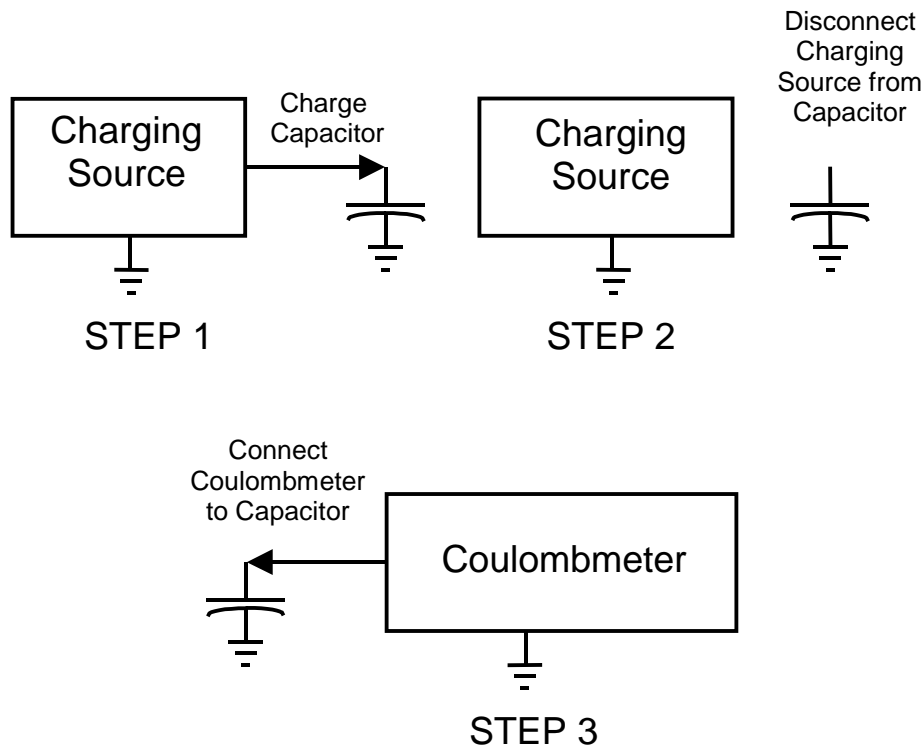 Charging
Source
Charge
Capacitor
STEP 1
Charging
Source
Disconnect
Charging
Source from
Capacitor
STEP 2
Connect
Coulombmeter
to Capacitor
Coulombmeter
STEP 3